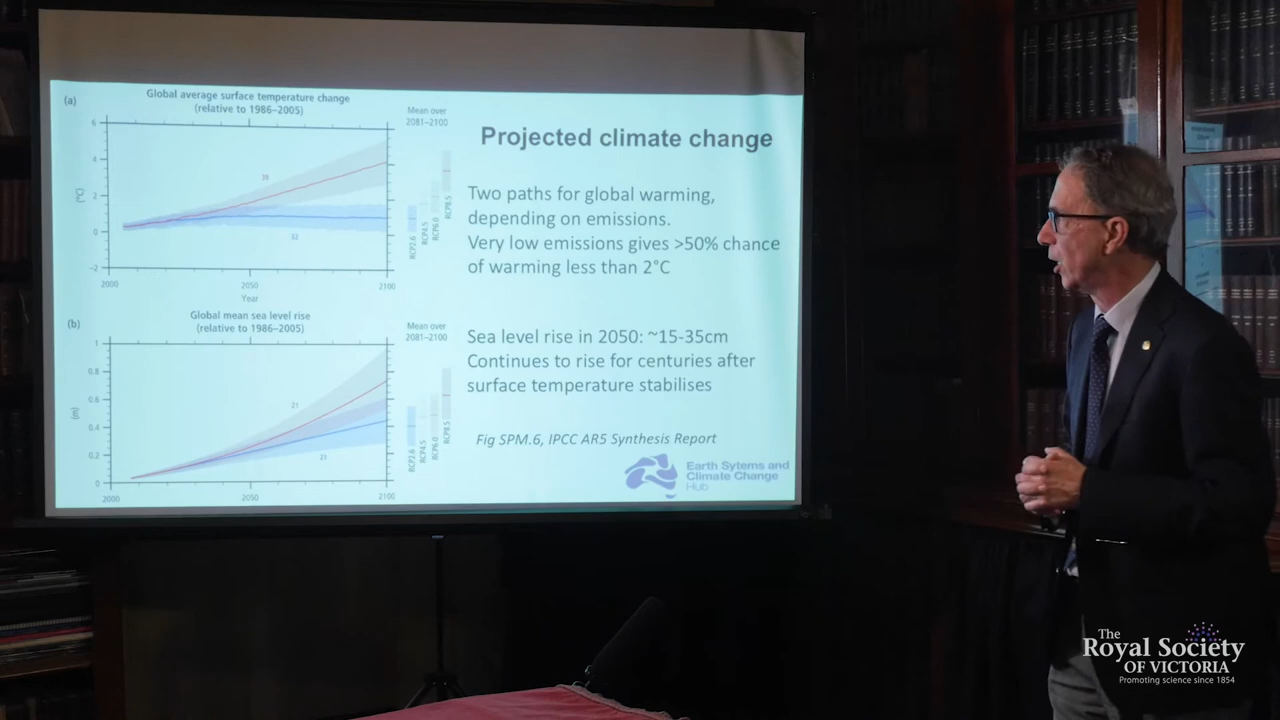 (a)
Global average surface temperature change
(relative to 1986–2005)
Mean over
2081–2100
6
4
2
0
−2
(°C)
39
32
2000
2050
2100
Year
RCP2.6
RCP4.5
RCP6.0
RCP8.5
(b)
Global mean sea level rise
(relative to 1986–2005)
Mean over
2081–2100
1
0.8
0.6
0.4
0.2
0
(m)
21
21
2000
2050
2100
RCP2.6
RCP4.5
RCP6.0
RCP8.5
Projected climate change
Two paths for global warming,
depending on emissions.
Very low emissions gives >50% chance
of warming less than 2°C
Sea level rise in 2050: ~15-35cm
Continues to rise for centuries after
surface temperature stabilises
Fig SPM.6, IPCC AR5 Synthesis Report
Earth Sytems and
Climate Change
Hub
The
Royal Society
OF VICTORIA
Promoting science since 1854